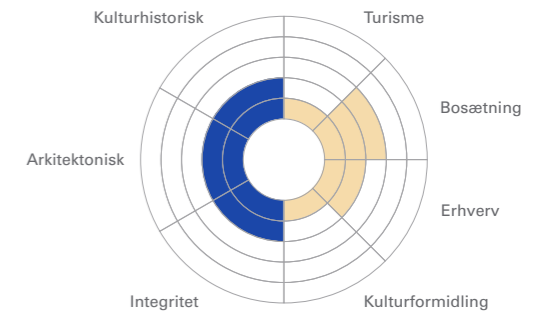 Kulturhistorisk
Turisme
Bosætning
Arkitektonisk
Erhverv
Integritet
Kulturformidling